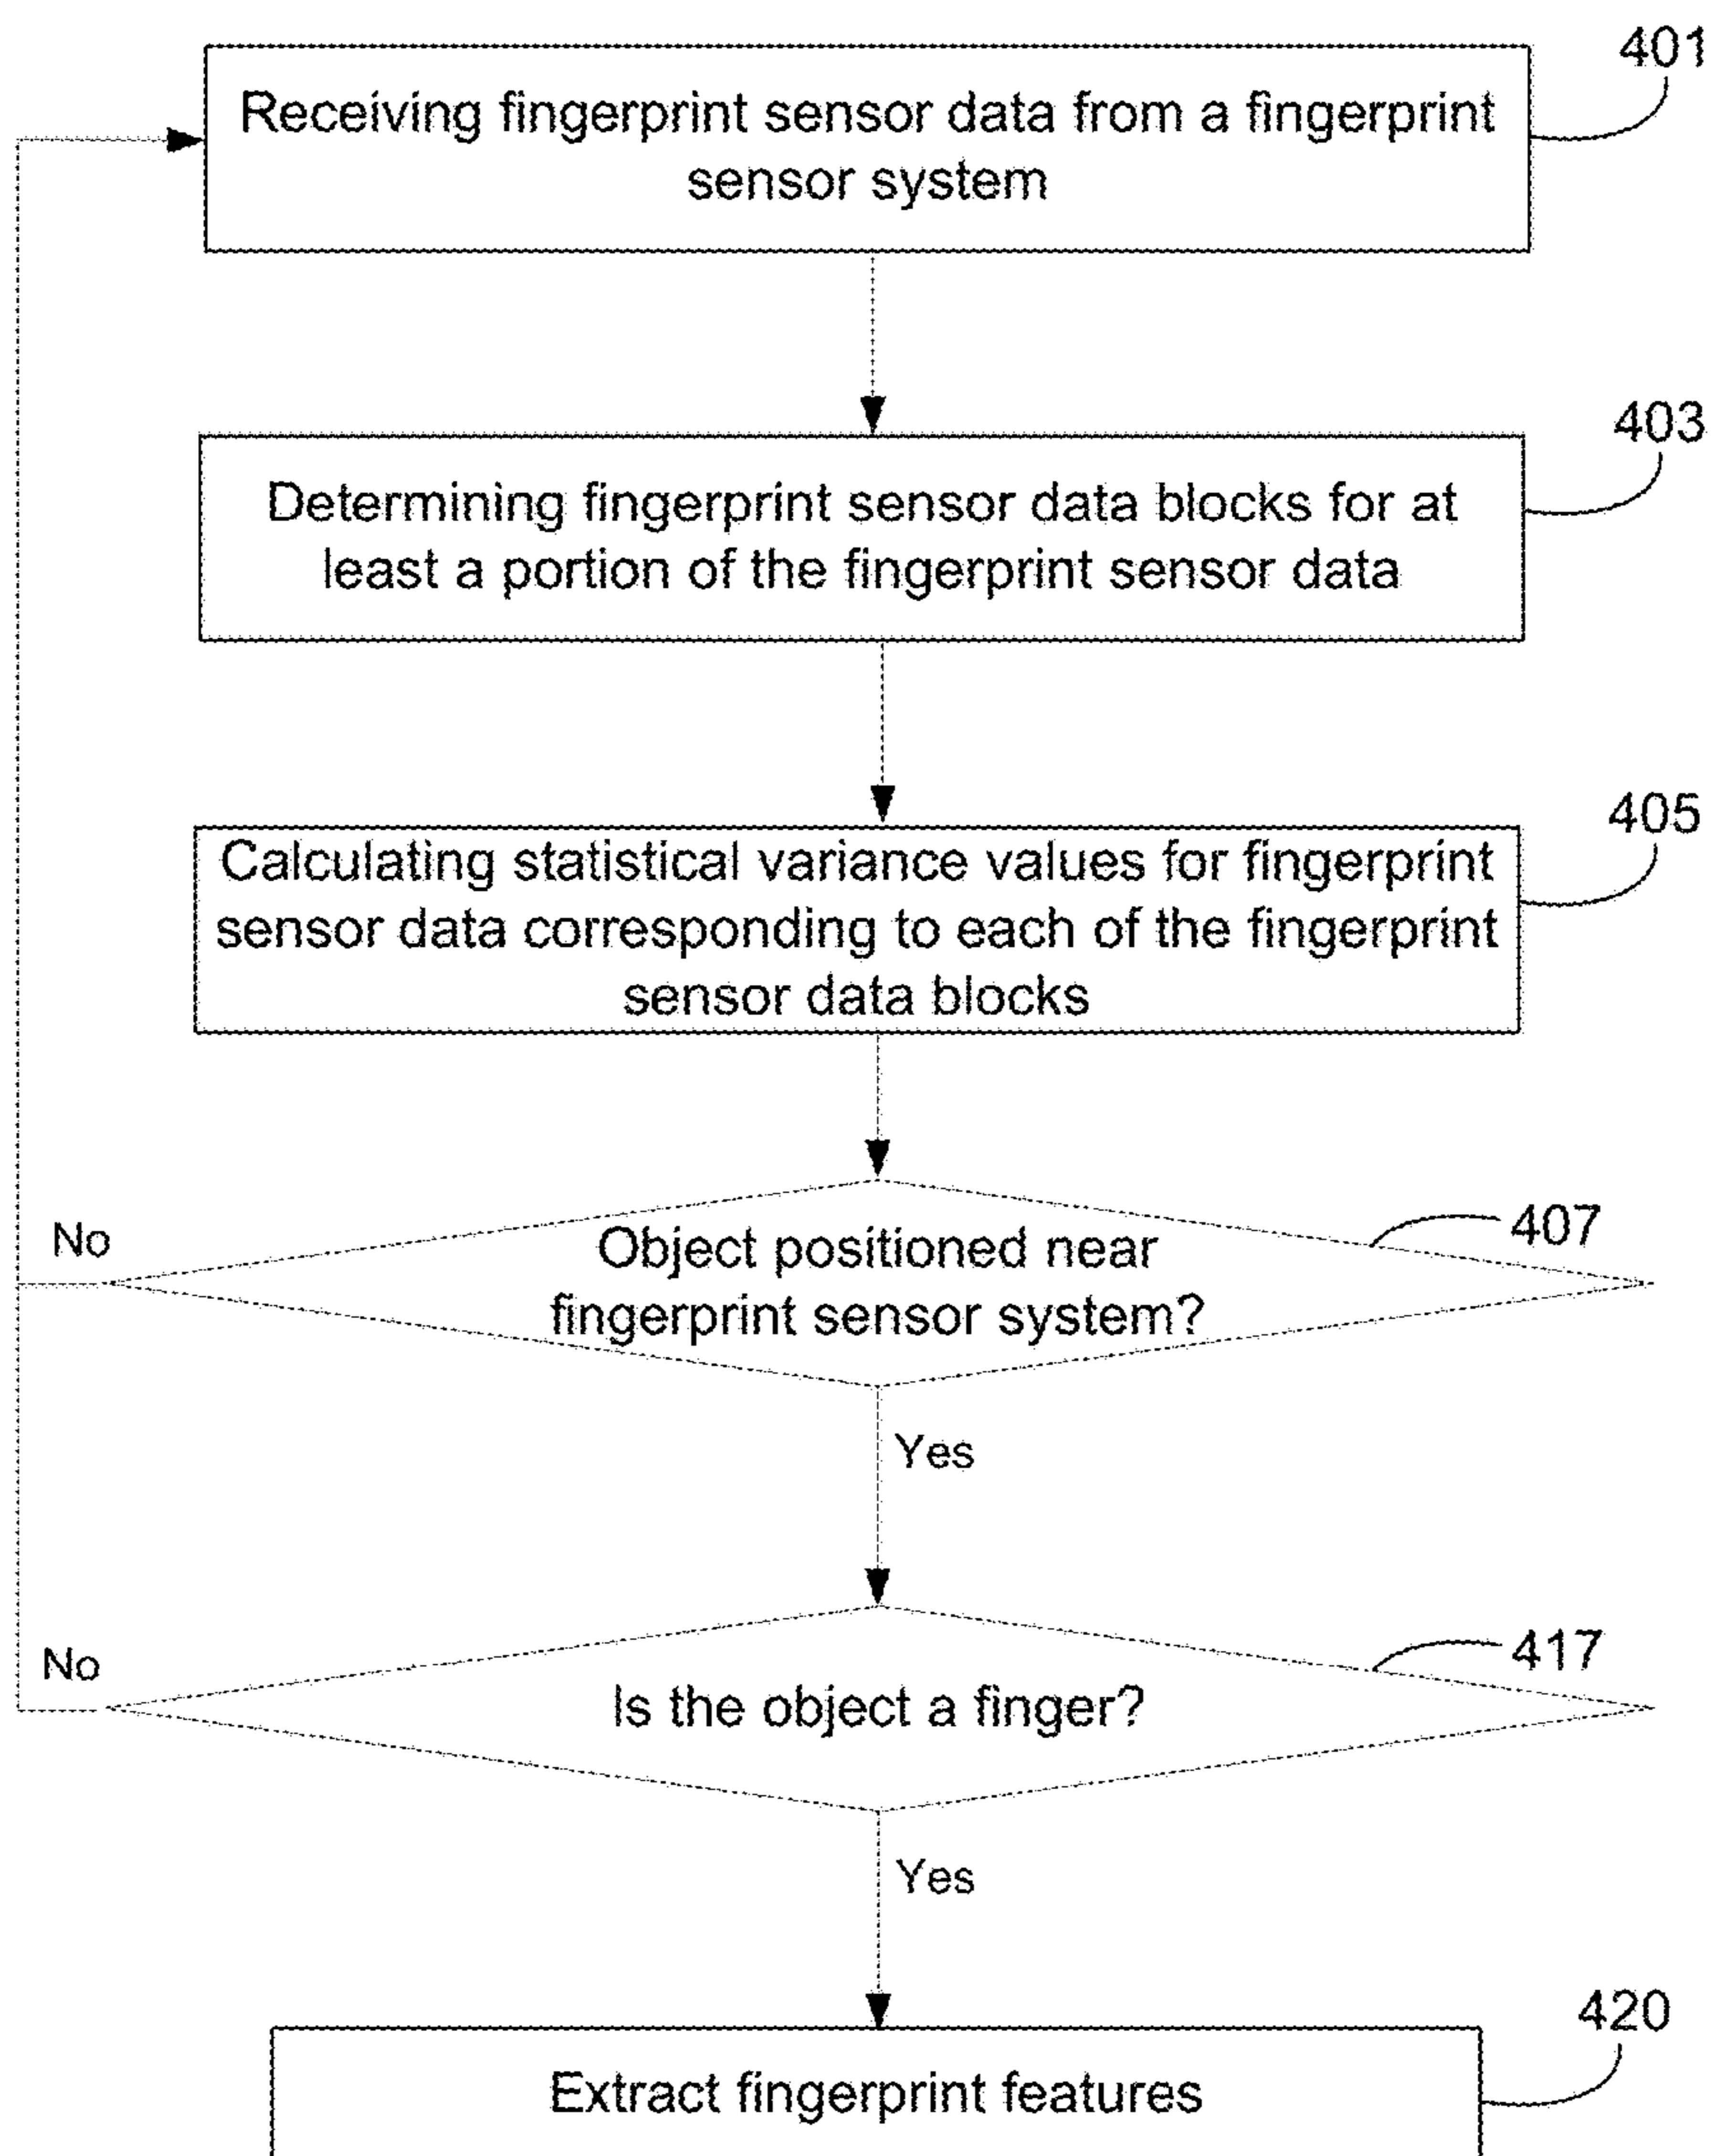 401
Receiving fingerprint sensor data from a fingerprint
sensor system
403
Determining fingerprint sensor data blocks for at
least a portion of the fingerprint sensor data
405
Calculating statistical variance values for fingerprint
sensor data corresponding to each of the fingerprint
sensor data blocks
407
No
Object positioned near
fingerprint sensor system?
Yes
417
No
Is the object a finger?
Yes
420
Extract fingerprint features